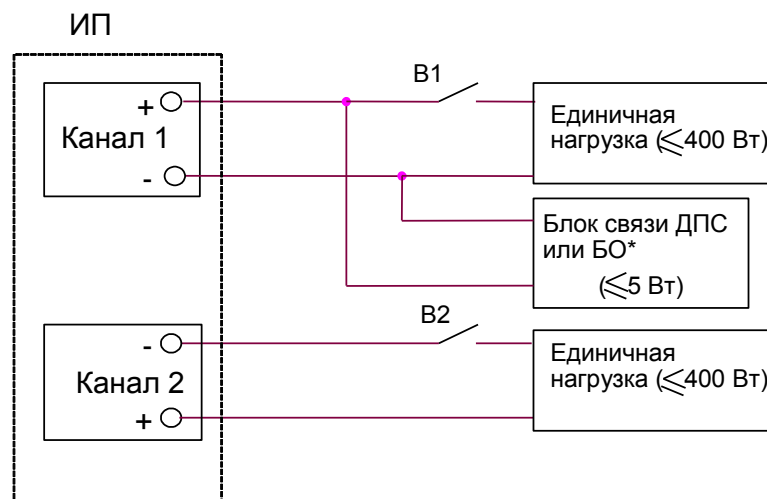 ИП
+
Канал 1
-
В1
Единичная
нагрузка (⩽400 Вт)
Блок связи ДПС
или БО*
(⩽5 Вт)
-
Канал 2
+
В2
Единичная
нагрузка (⩽400 Вт)